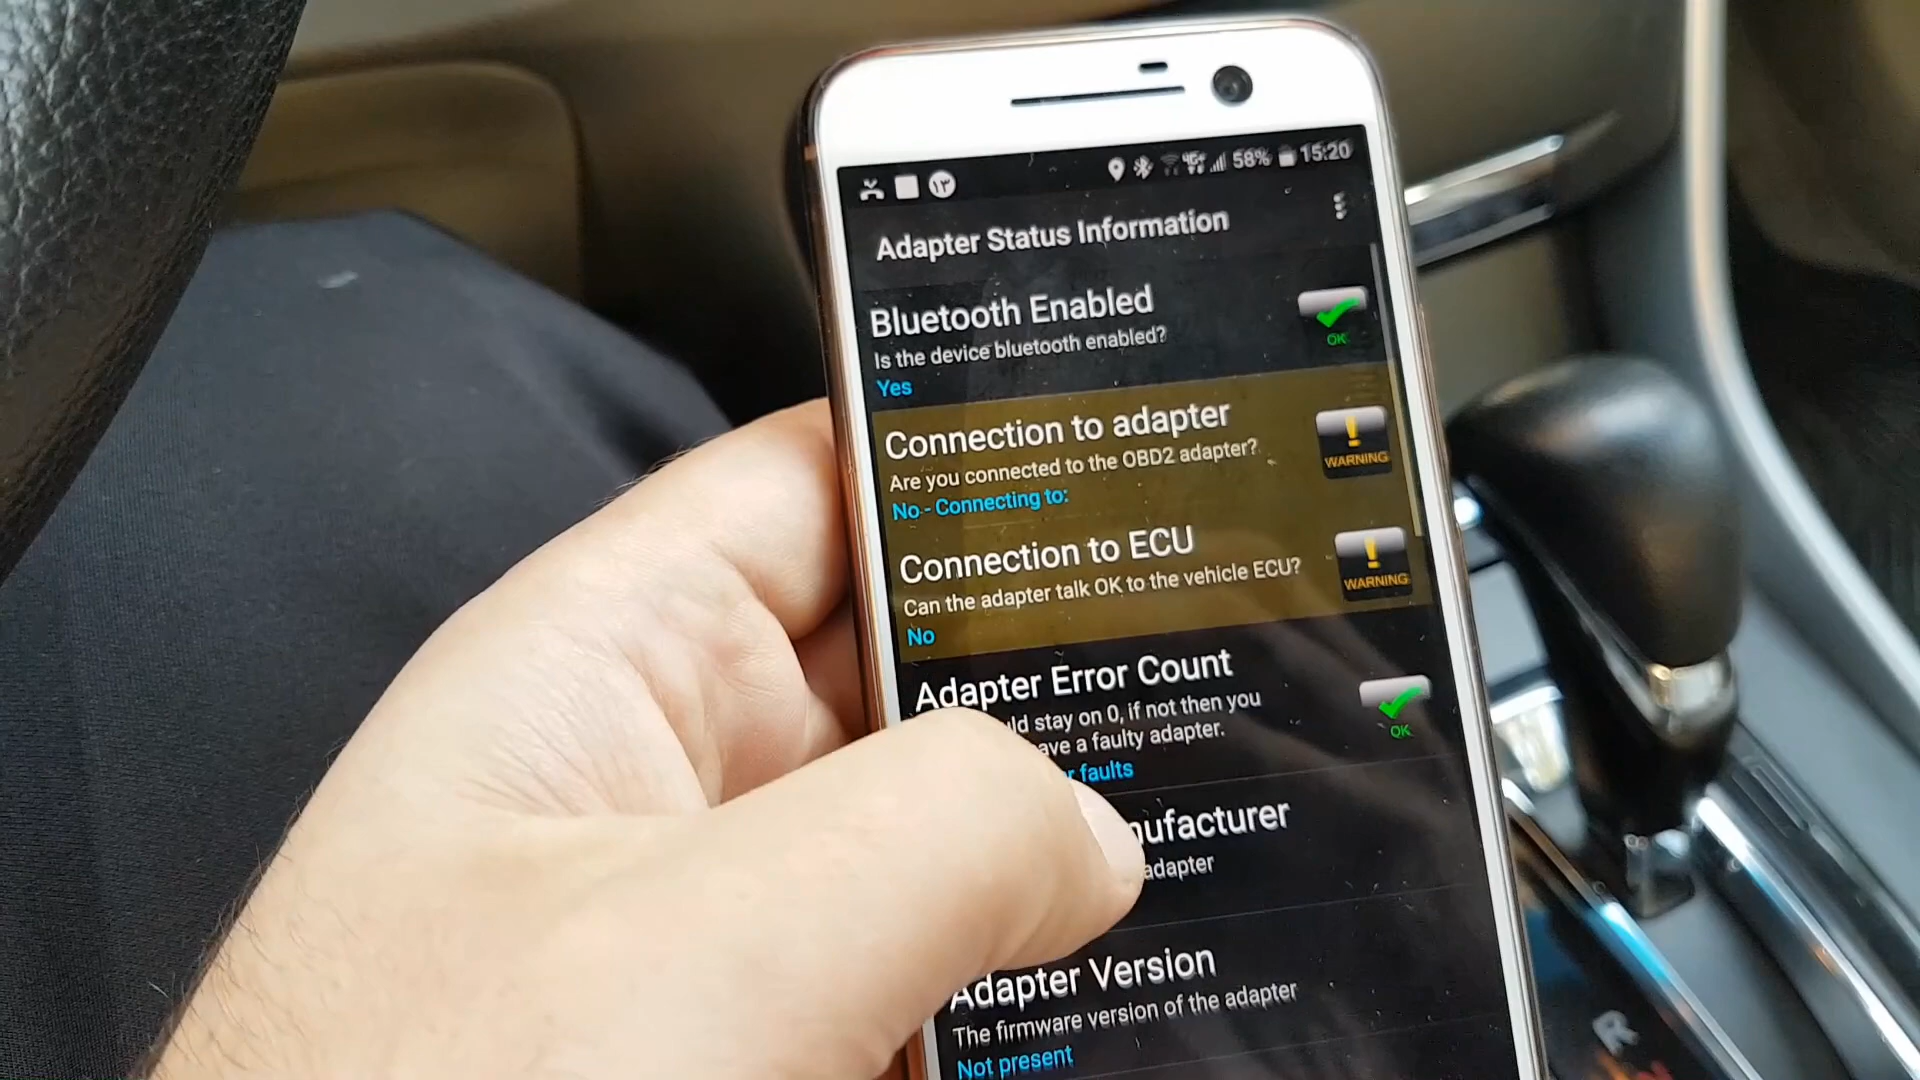 ١٣ 4G+ 58% 15:20
Adapter Status Information
Bluetooth Enabled
Is the device bluetooth enabled?
OK
Yes
Connection to adapter
Are you connected to the OBD2 adapter?
WARNING
No - Connecting to:
Connection to ECU
Can the adapter talk OK to the vehicle ECU?
WARNING
No
Adapter Error Count
stay on 0, if not then you
a faulty adapter.
OK
faults
adapter
Adapter Version
The firmware version of the adapter
Not present
R